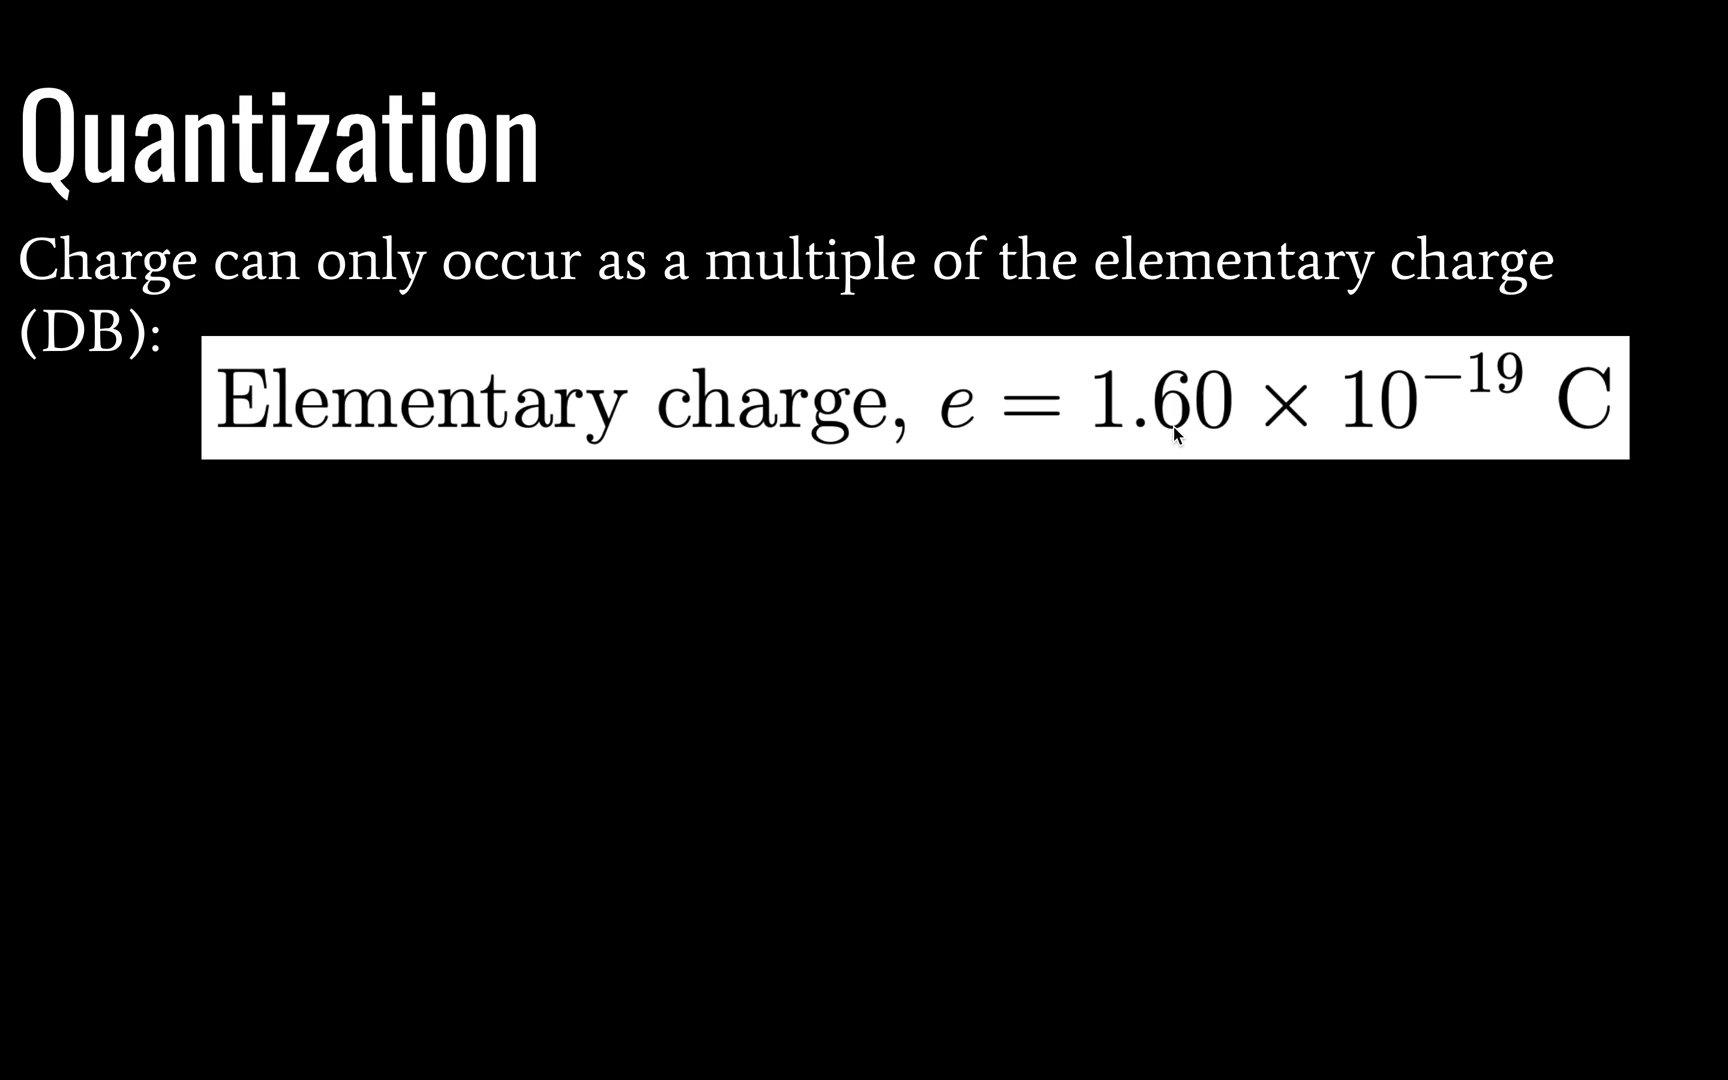 Quantization
Charge can only occur as a multiple of the elementary charge
(DB):
Elementary charge, e = 1.60 × 10⁻¹⁹ C